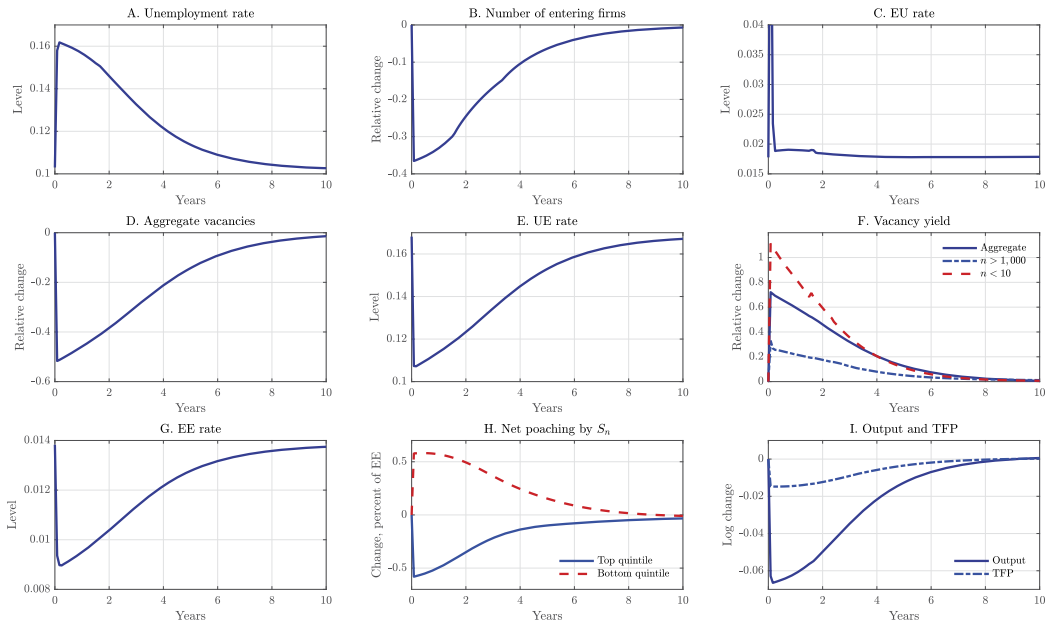 A. Unemployment rate
Level
0.16
0.14
0.12
0.1
0 2 4 6 8 10
Years
B. Number of entering firms
Relative change
0
-0.1
-0.2
-0.3
-0.4
0 2 4 6 8 10
Years
C. EU rate
Level
0.04
0.035
0.03
0.025
0.02
0.015
0 2 4 6 8 10
Years
D. Aggregate vacancies
Relative change
0
-0.2
-0.4
-0.6
0 2 4 6 8 10
Years
E. UE rate
Level
0.16
0.14
0.12
0.1
0 2 4 6 8 10
Years
F. Vacancy yield
Relative change
1
0.8
0.6
0.4
0.2
0
Aggregate
n > 1,000
n < 10
0 2 4 6 8 10
Years
G. EE rate
Level
0.014
0.012
0.01
0.008
0 2 4 6 8 10
Years
H. Net poaching by Sn
Change, percent of EE
0.5
0
-0.5
Top quintile
Bottom quintile
0 2 4 6 8 10
Years
I. Output and TFP
Log change
0
-0.02
-0.04
-0.06
Output
TFP
0 2 4 6 8 10
Years